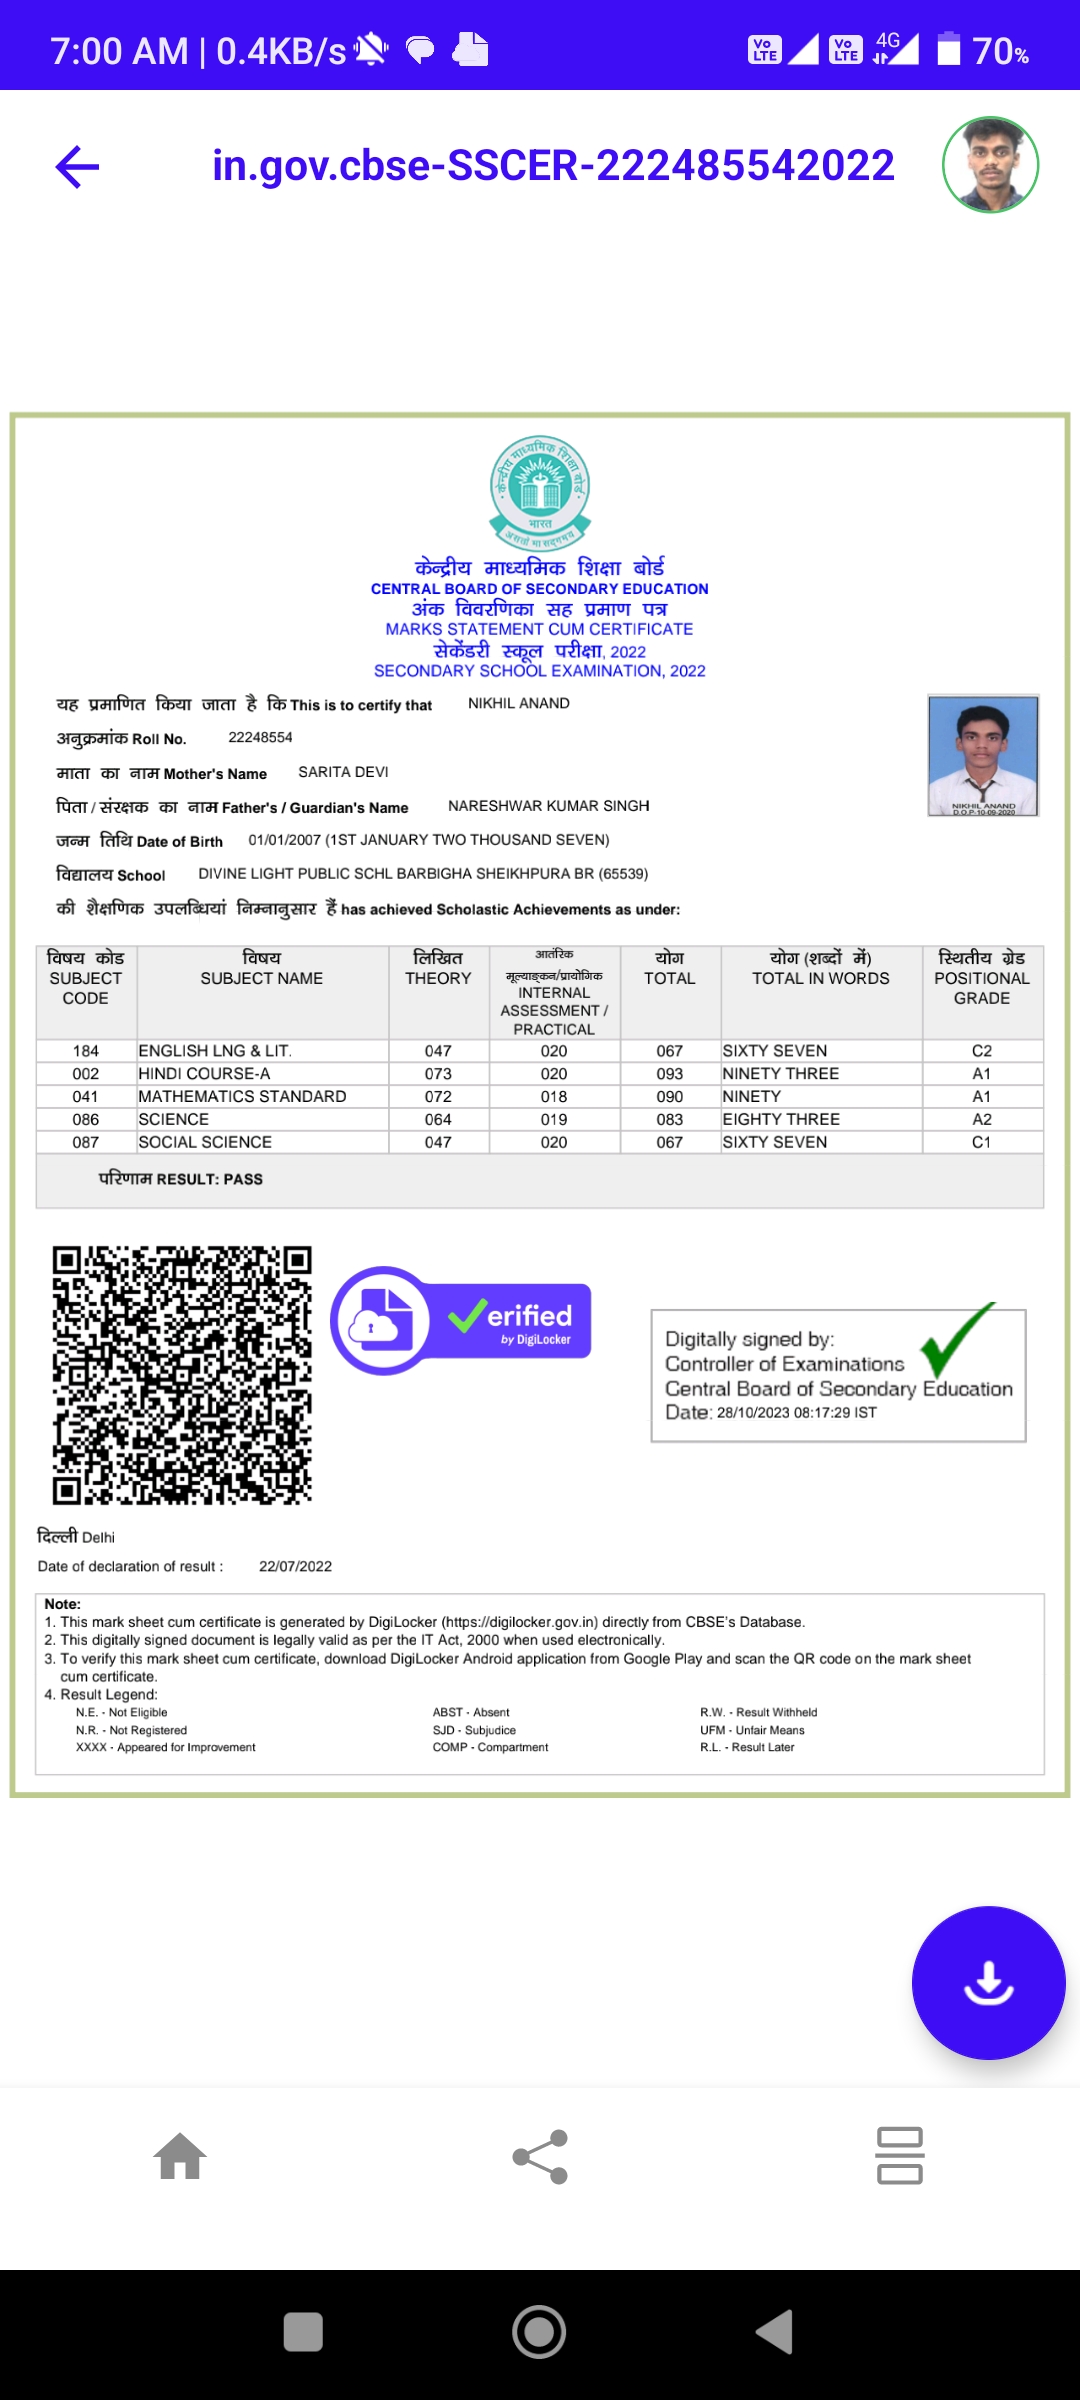 7:00 AM | 0.4KB/s Vo LTE Vo LTE 4G 70%
in.gov.cbse-SSCER-222485542022
केन्द्रीय माध्यमिक शिक्षा बोर्ड
भारत
असतो मा सद्गमय
केन्द्रीय माध्यमिक शिक्षा बोर्ड
CENTRAL BOARD OF SECONDARY EDUCATION
अंक विवरणिका सह प्रमाण पत्र
MARKS STATEMENT CUM CERTIFICATE
सेकेंडरी स्कूल परीक्षा, 2022
SECONDARY SCHOOL EXAMINATION, 2022
यह प्रमाणित किया जाता है कि This is to certify that NIKHIL ANAND
अनुक्रमांक Roll No. 22248554
माता का नाम Mother's Name SARITA DEVI
पिता / संरक्षक का नाम Father's / Guardian's Name NARESHWAR KUMAR SINGH
जन्म तिथि Date of Birth 01/01/2007 (1ST JANUARY TWO THOUSAND SEVEN)
विद्यालय School DIVINE LIGHT PUBLIC SCHL BARBIGHA SHEIKHPURA BR (65539)
की शैक्षणिक उपलब्धियां निम्नानुसार हैं has achieved Scholastic Achievements as under:
NIKHIL ANAND
D.O.P:10-09-2020
विषय कोड SUBJECT CODE
विषय SUBJECT NAME
लिखित THEORY
आतंरिक मूल्याङ्कन/प्रायोगिक INTERNAL ASSESSMENT / PRACTICAL
योग TOTAL
योग (शब्दों में) TOTAL IN WORDS
स्थितीय ग्रेड POSITIONAL GRADE
184 ENGLISH LNG & LIT. 047 020 067 SIXTY SEVEN C2
002 HINDI COURSE-A 073 020 093 NINETY THREE A1
041 MATHEMATICS STANDARD 072 018 090 NINETY A1
086 SCIENCE 064 019 083 EIGHTY THREE A2
087 SOCIAL SCIENCE 047 020 067 SIXTY SEVEN C1
परिणाम RESULT: PASS
Verified
by DigiLocker
Digitally signed by:
Controller of Examinations
Central Board of Secondary Education
Date: 28/10/2023 08:17:29 IST
दिल्ली Delhi
Date of declaration of result : 22/07/2022
Note:
1. This mark sheet cum certificate is generated by DigiLocker (https://digilocker.gov.in) directly from CBSE's Database.
2. This digitally signed document is legally valid as per the IT Act, 2000 when used electronically.
3. To verify this mark sheet cum certificate, download DigiLocker Android application from Google Play and scan the QR code on the mark sheet
cum certificate.
4. Result Legend:
N.E. - Not Eligible ABST - Absent R.W. - Result Withheld
N.R. - Not Registered SJD - Subjudice UFM - Unfair Means
XXXX - Appeared for Improvement COMP - Compartment R.L. - Result Later